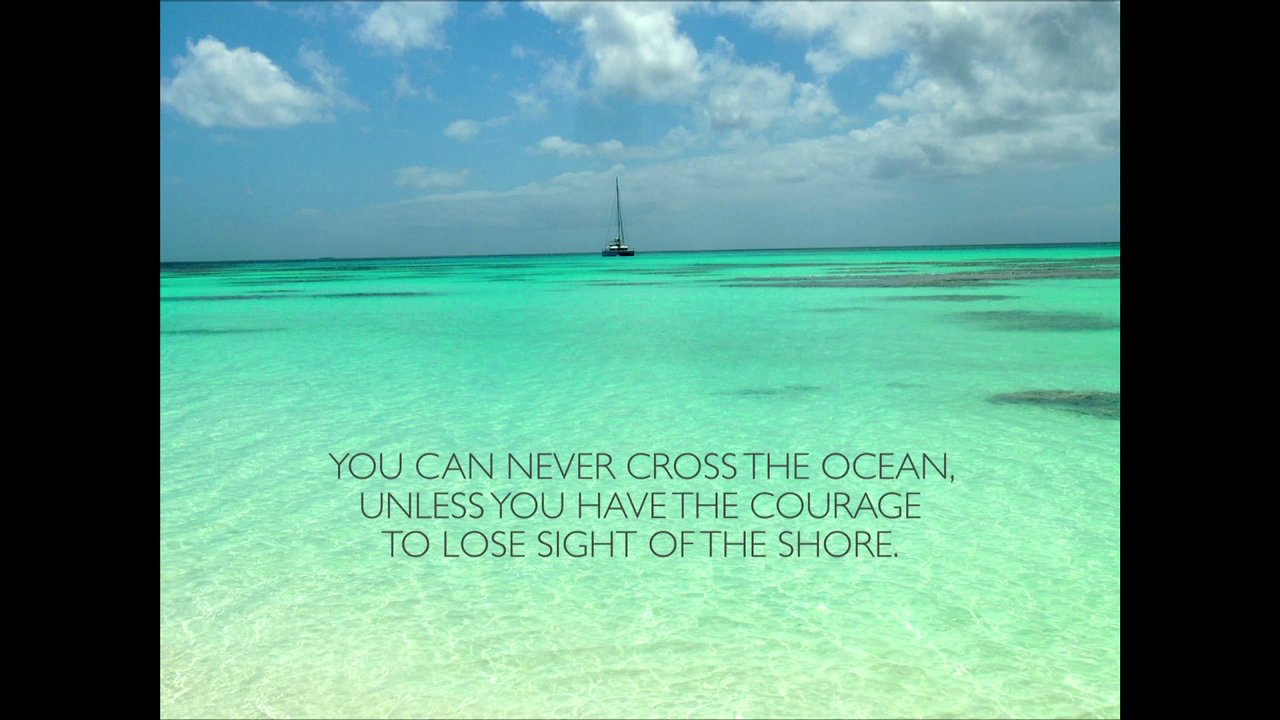 YOU CAN NEVER CROSS THE OCEAN,
UNLESS YOU HAVE THE COURAGE
TO LOSE SIGHT OF THE SHORE.